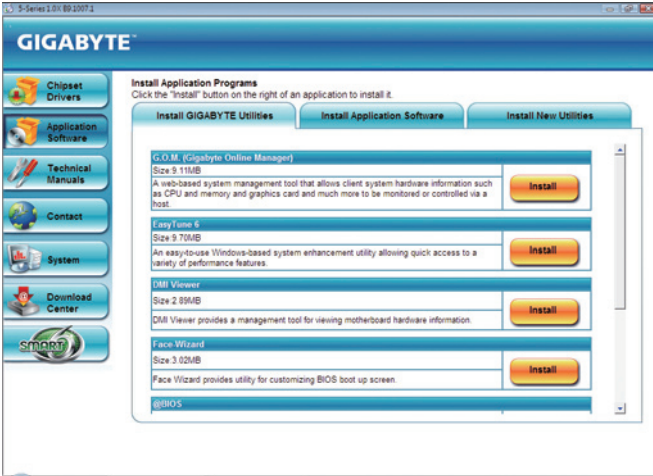 5-Series 1.0X B9.1007.1
GIGABYTE™
Chipset
Drivers
Application
Software
Technical
Manuals
Contact
System
Download
Center
SMART
Install Application Programs
Click the "Install" button on the right of an application to install it.
Install GIGABYTE Utilities
Install Application Software
Install New Utilities
G.O.M. (Gigabyte Online Manager)
Size:9.11MB
A web-based system management tool that allows client system hardware information such
as CPU and memory and graphics card and much more to be monitored or controlled via a
host.
Install
EasyTune 6
Size:9.70MB
An easy-to-use Windows-based system enhancement utility allowing quick access to a
variety of performance features.
Install
DMI Viewer
Size:2.89MB
DMI Viewer provides a management tool for viewing motherboard hardware information.
Install
Face-Wizard
Size:3.02MB
Face Wizard provides utility for customizing BIOS boot up screen.
Install
@BIOS